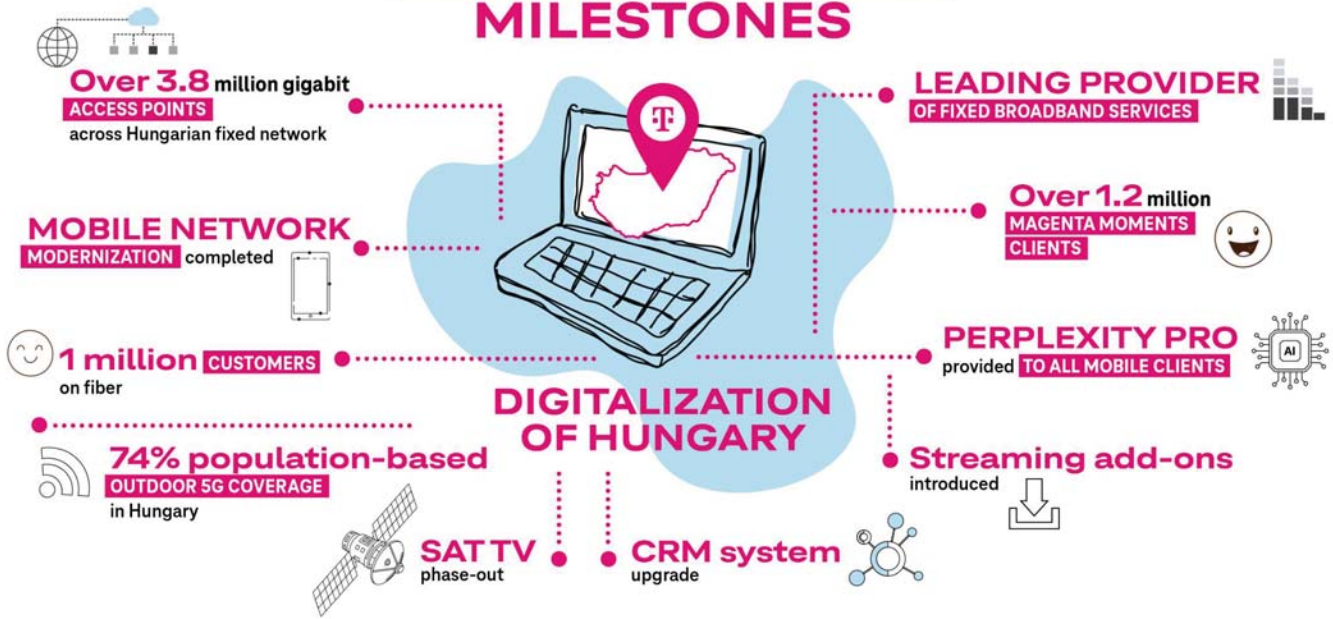 MILESTONES
Over 3.8 million gigabit
ACCESS POINTS
across Hungarian fixed network
MOBILE NETWORK
MODERNIZATION completed
1 million CUSTOMERS
on fiber
74% population-based
OUTDOOR 5G COVERAGE
in Hungary
T
DIGITALIZATION
OF HUNGARY
SAT TV
phase-out
CRM system
upgrade
LEADING PROVIDER
OF FIXED BROADBAND SERVICES
Over 1.2 million
MAGENTA MOMENTS
CLIENTS
PERPLEXITY PRO
provided TO ALL MOBILE CLIENTS
AI
Streaming add-ons
introduced